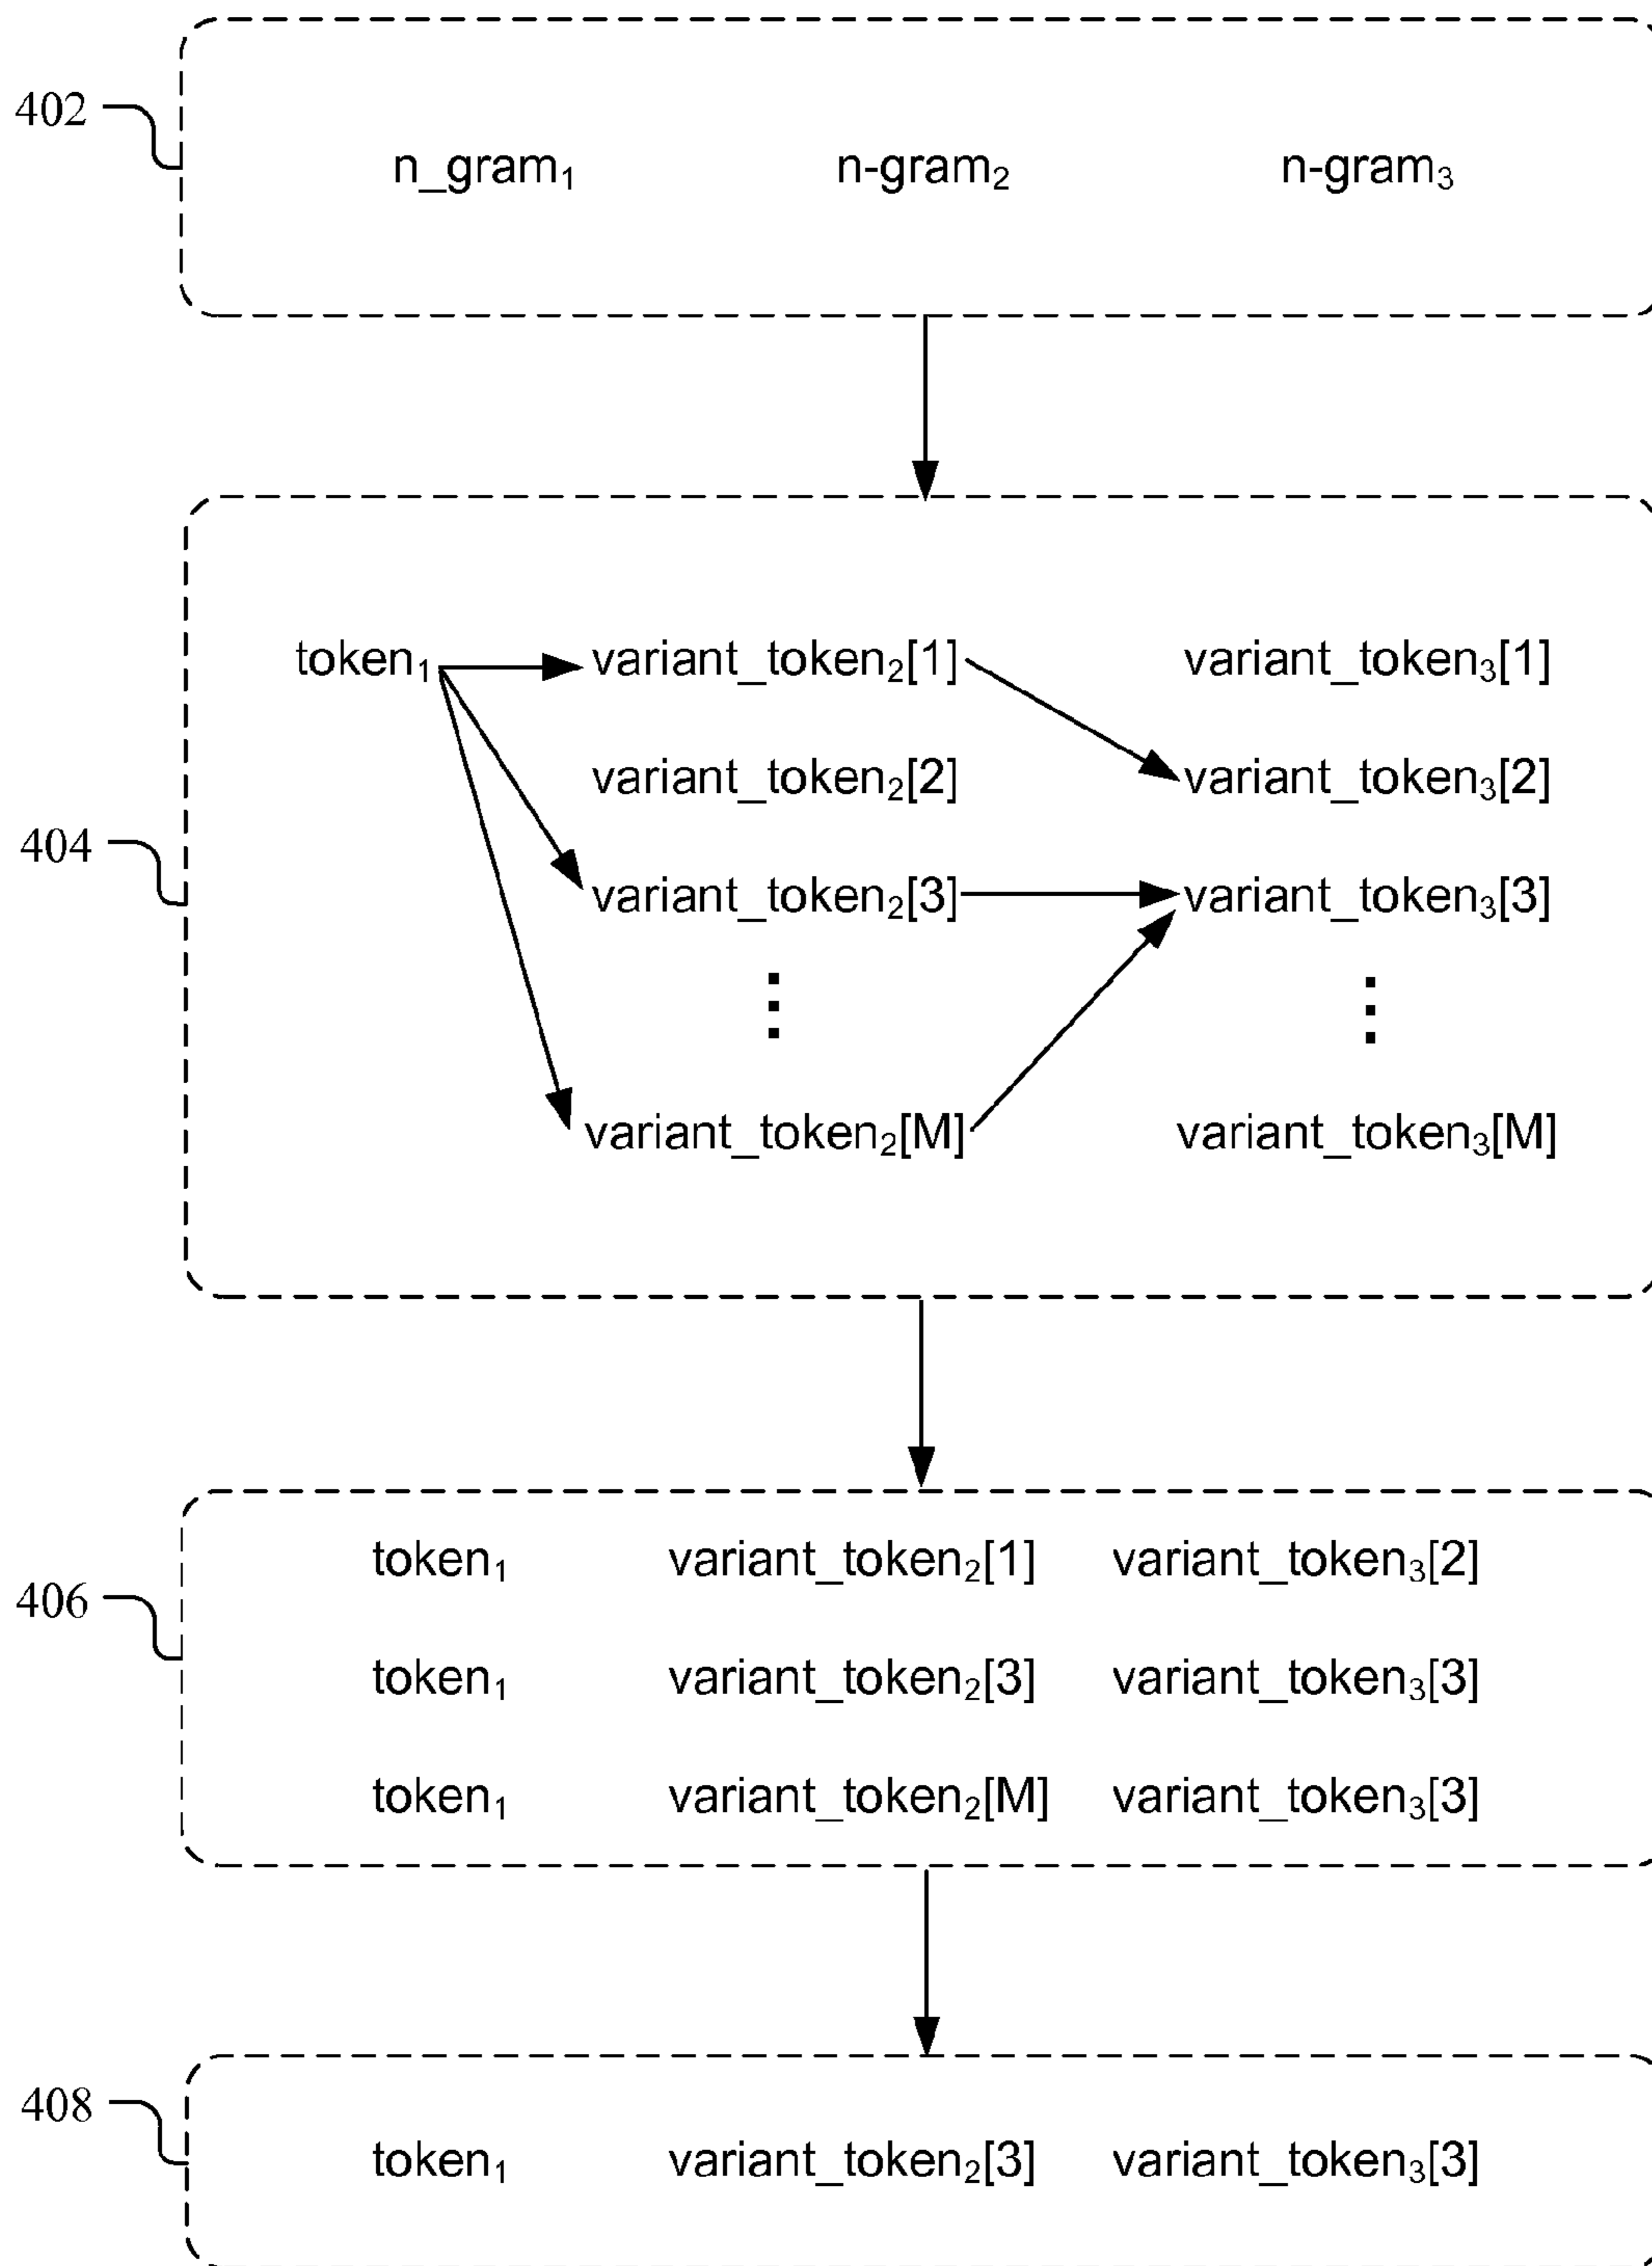 402
n_gram₁ n-gram₂ n-gram₃
token₁ variant_token₂[1] variant_token₃[1]
variant_token₂[2] variant_token₃[2]
404
variant_token₂[3] variant_token₃[3]
variant_token₂[M] variant_token₃[M]
token₁ variant_token₂[1] variant_token₃[2]
406
token₁ variant_token₂[3] variant_token₃[3]
token₁ variant_token₂[M] variant_token₃[3]
408
token₁ variant_token₂[3] variant_token₃[3]